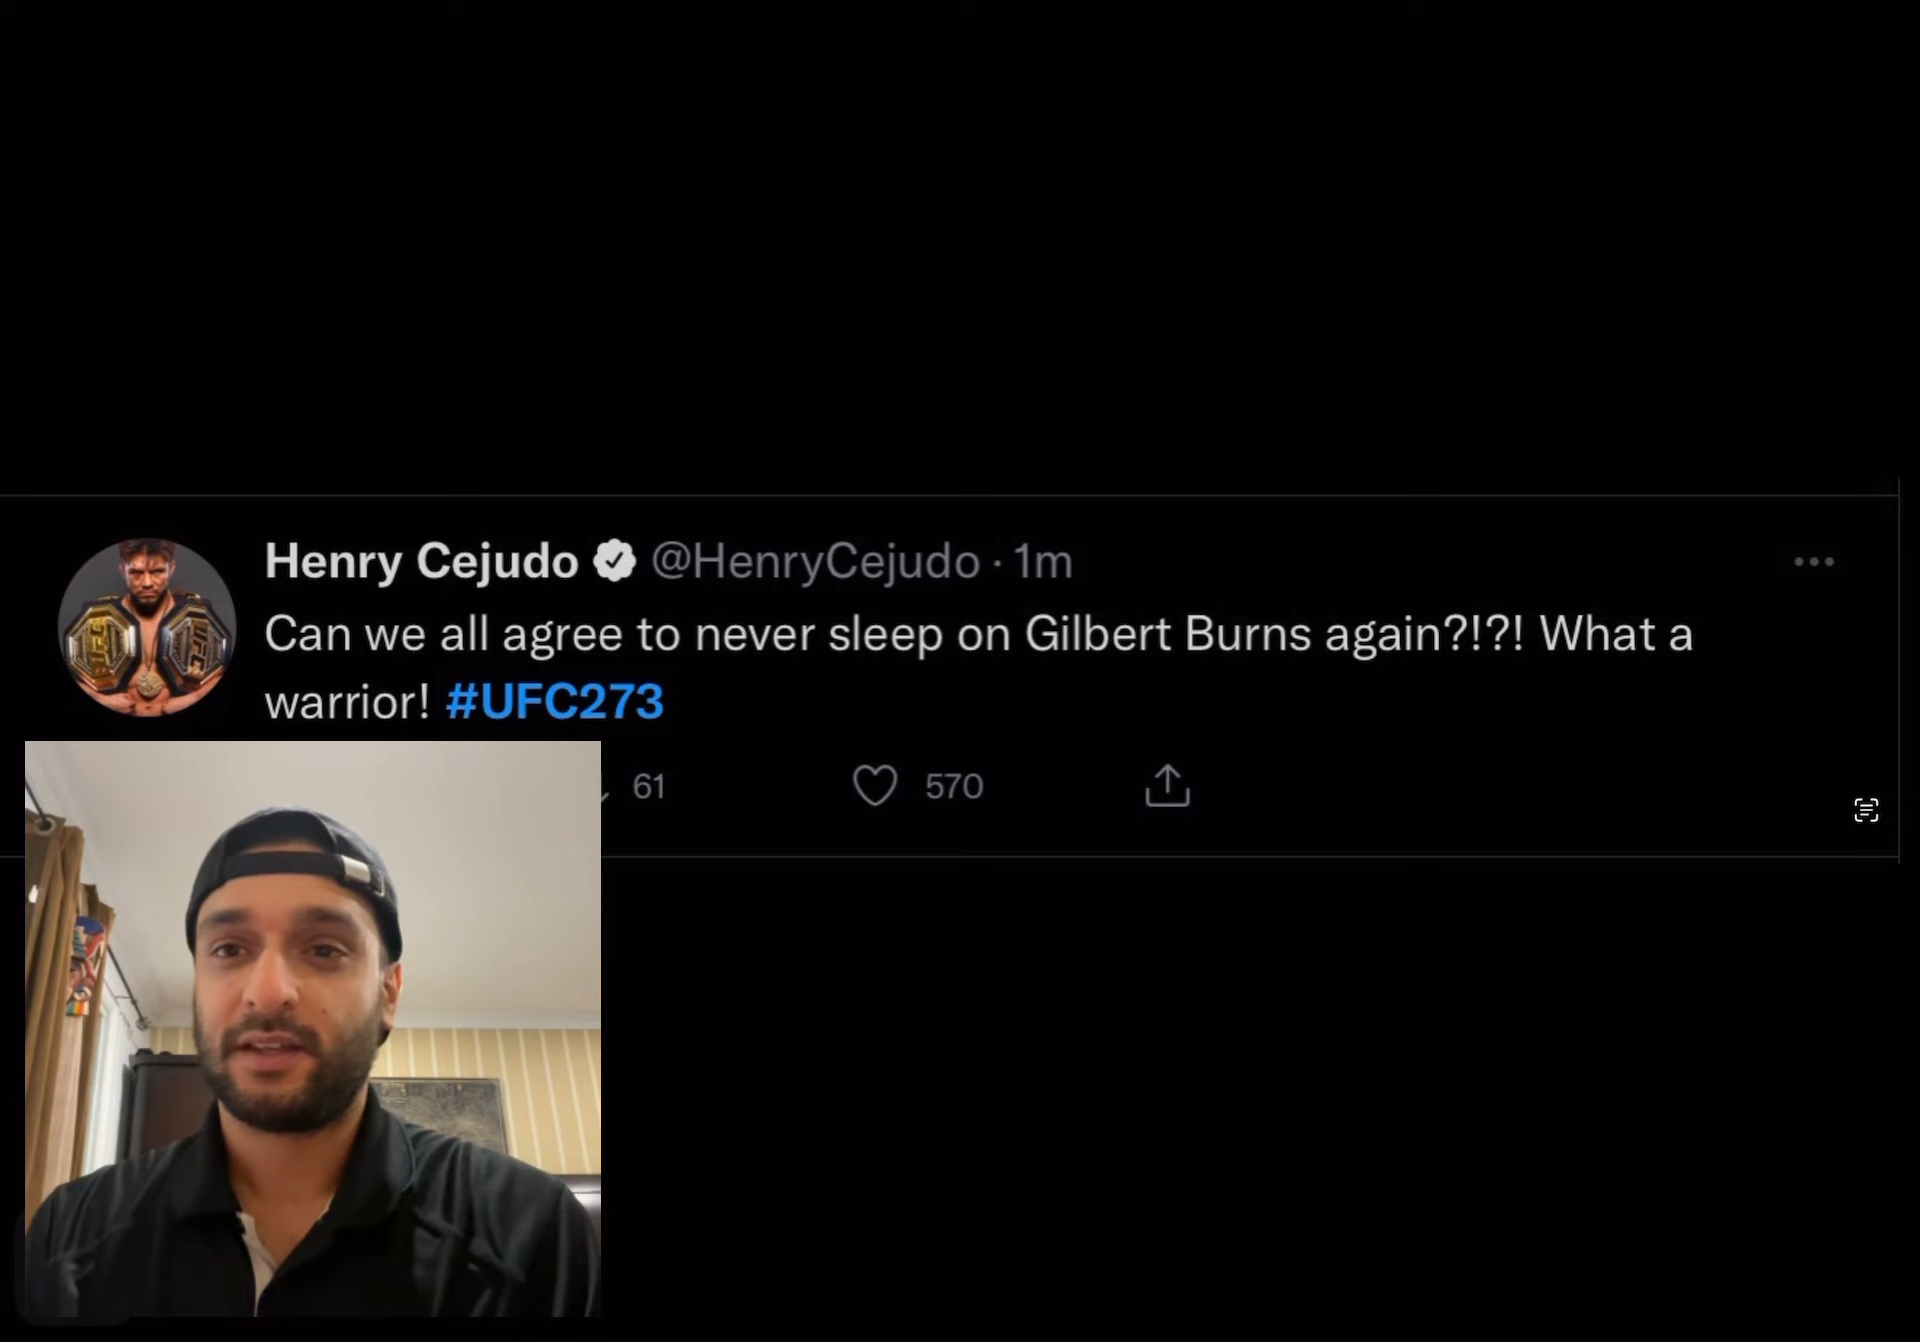 Henry Cejudo @HenryCejudo · 1m
Can we all agree to never sleep on Gilbert Burns again?!?! What a
warrior! #UFC273
61 570